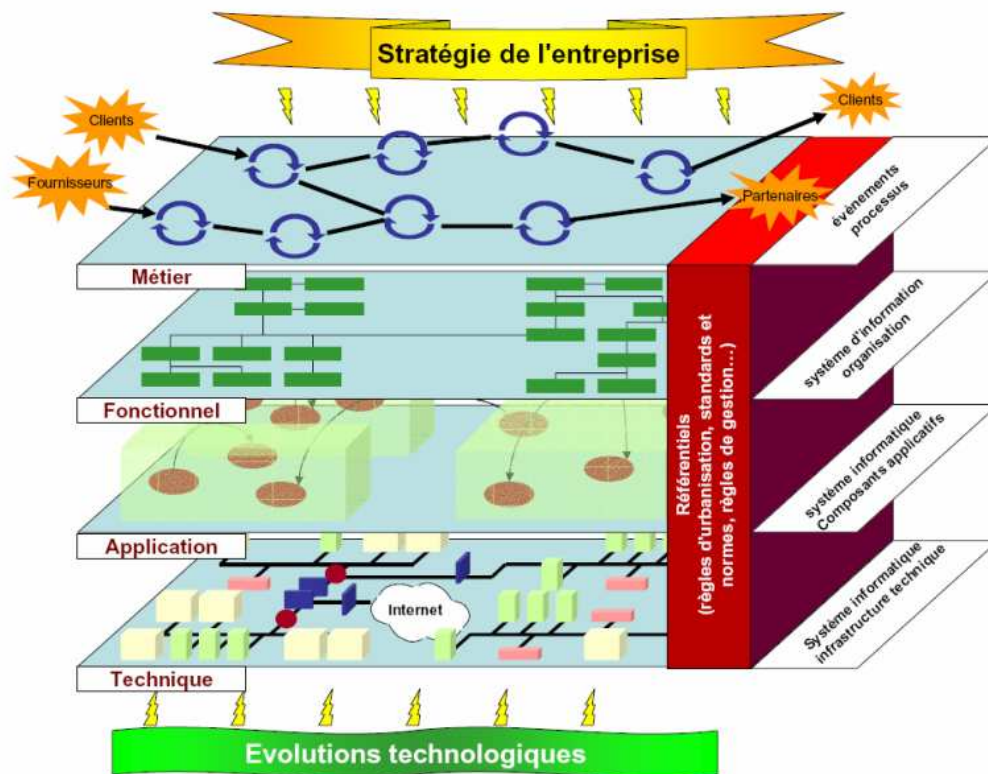 Stratégie de l'entreprise
Clients
Clients
Fournisseurs
Partenaires
évènements
processus
Métier
système d'information
organisation
Fonctionnel
Référentiels
(règles d'urbanisation, standards et
normes, règles de gestion...)
système informatique
Composants applicatifs
Application
Internet
Système informatique
infrastructure technique
Technique
Evolutions technologiques